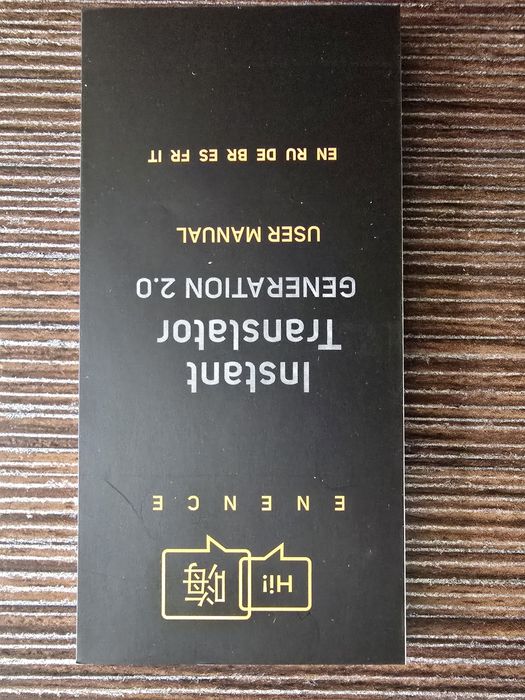 Hi! 嗨
ENENCE
Instant
Translator
GENERATION 2.0
USER MANUAL
EN RU DE BR ES FR IT